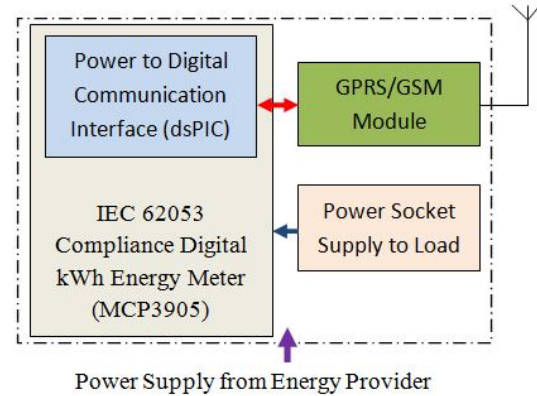 Power to Digital
Communication
Interface (dsPIC)
GPRS/GSM
Module
IEC 62053
Compliance Digital
kWh Energy Meter
(MCP3905)
Power Socket
Supply to Load
Power Supply from Energy Provider